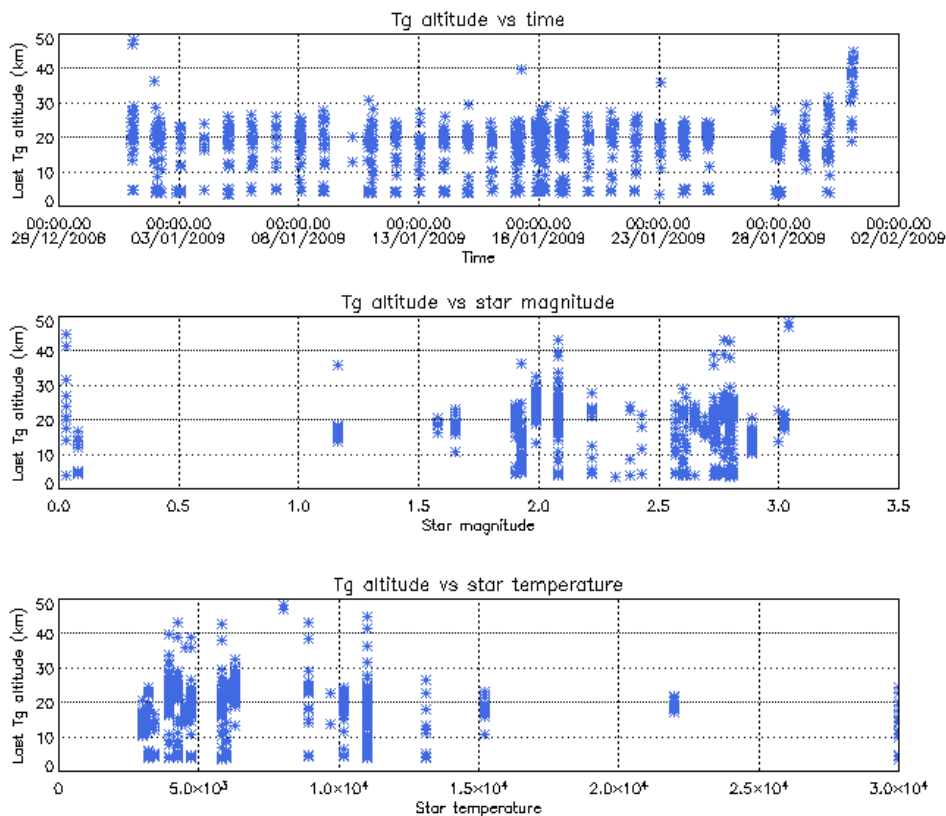 Tg altitude vs time
Last Tg altitude (km)
50
40
30
20
10
0
00:00.00 00:00.00 00:00.00 00:00.00 00:00.00 00:00.00 00:00.00 00:00.00
29/12/2008 03/01/2009 08/01/2009 13/01/2009 18/01/2009 23/01/2009 28/01/2009 02/02/2009
Time
Tg altitude vs star magnitude
Last Tg altitude (km)
50
40
30
20
10
0
0.0 0.5 1.0 1.5 2.0 2.5 3.0 3.5
Star magnitude
Tg altitude vs star temperature
Last Tg altitude (km)
50
40
30
20
10
0
0 5.0×10³ 1.0×10⁴ 1.5×10⁴ 2.0×10⁴ 2.5×10⁴ 3.0×10⁴
Star temperature